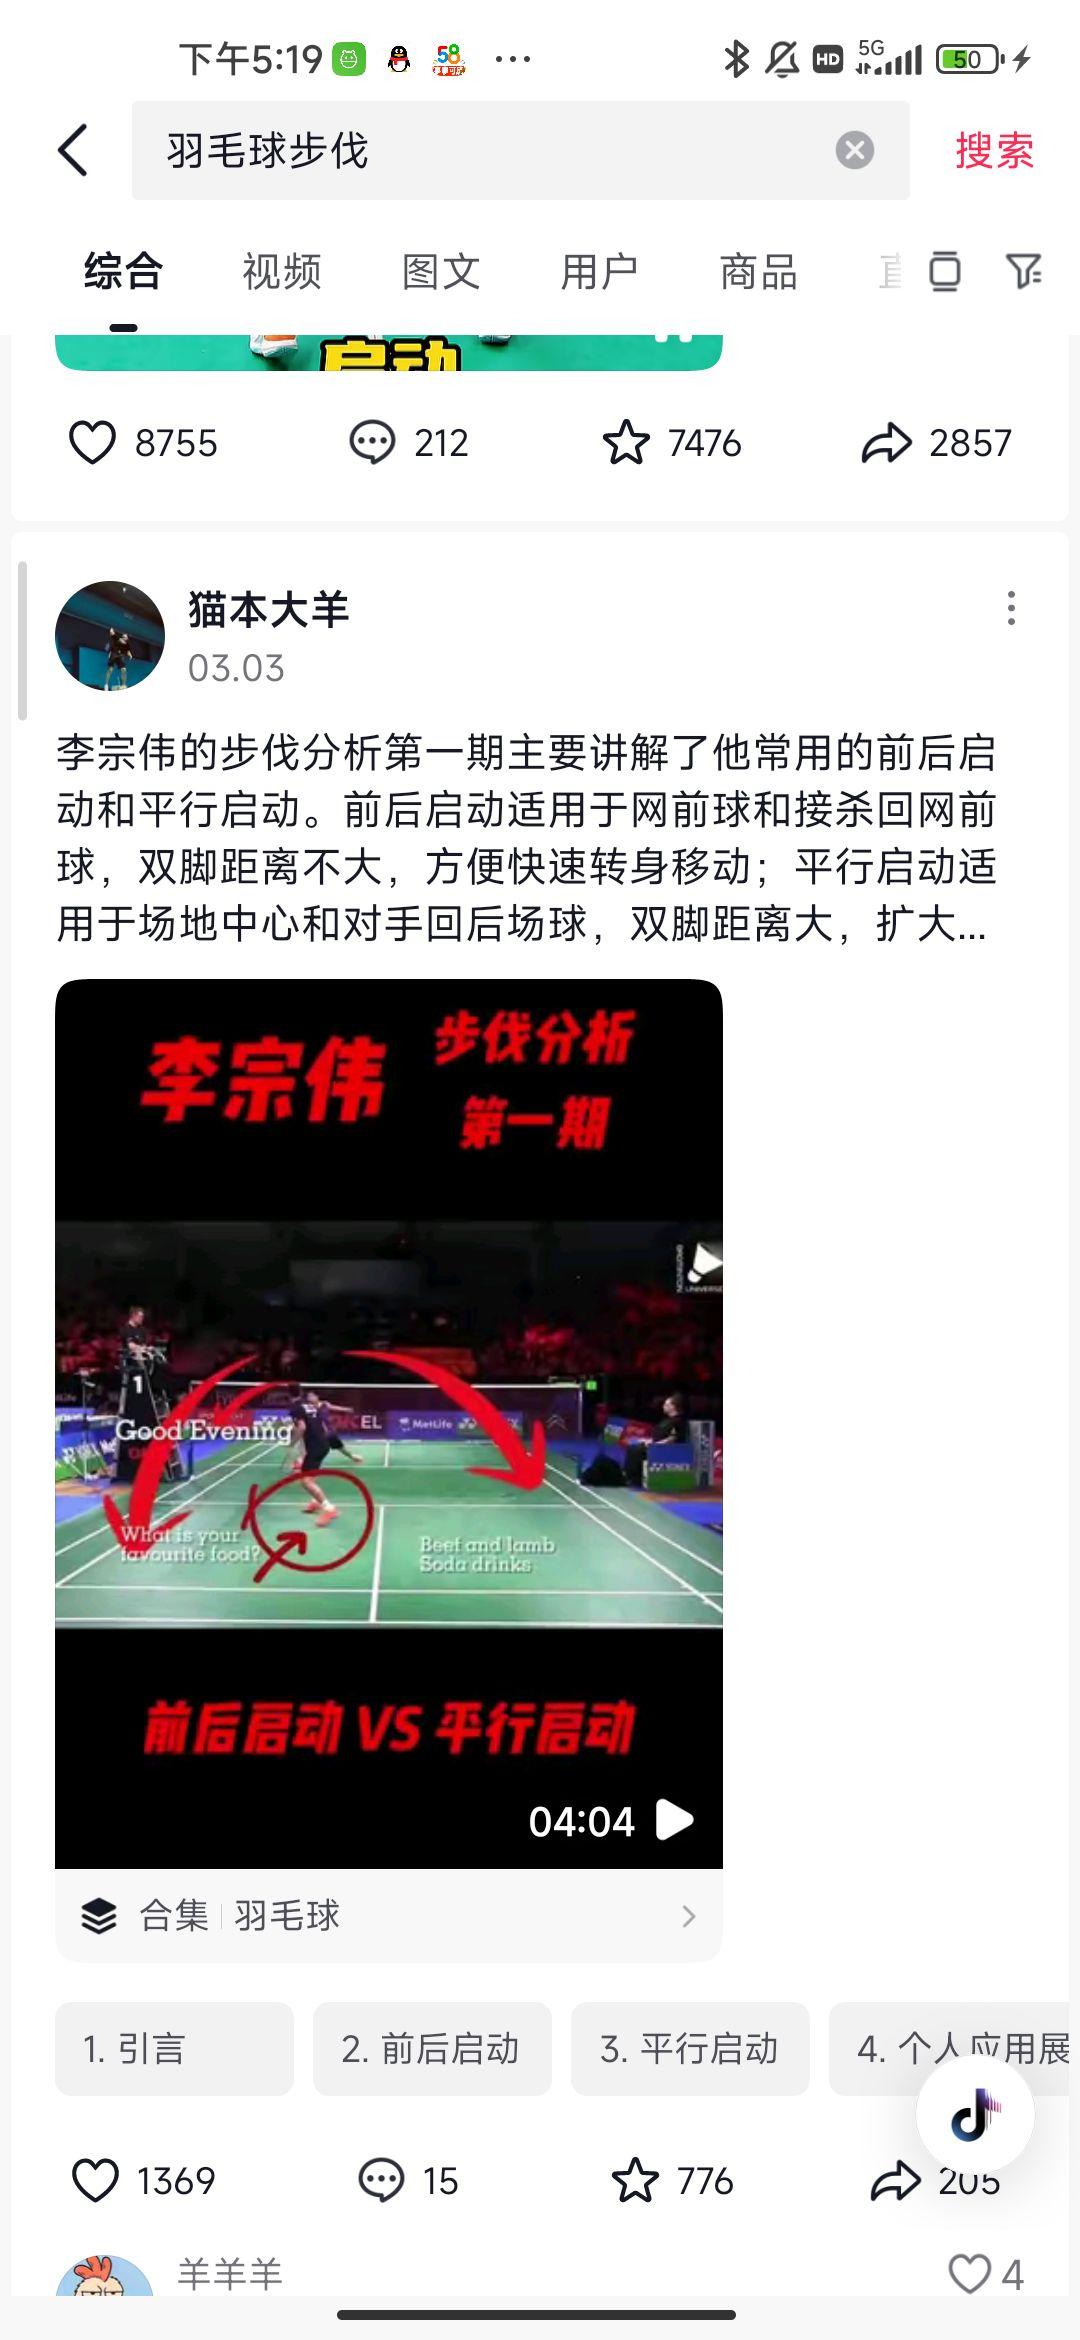 下午5:19
58
HD
5G
50
羽毛球步伐
搜索
综合
视频
图文
用户
商品
启动
8755
212
7476
2857
猫本大羊
03.03
李宗伟的步伐分析第一期主要讲解了他常用的前后启
动和平行启动。前后启动适用于网前球和接杀回网前
球，双脚距离不大，方便快速转身移动；平行启动适
用于场地中心和对手回后场球，双脚距离大，扩大...
李宗伟
步伐分析
第一期
1
MetLife
Good Evening
What is your
favourite food?
Beef and lamb
Soda drinks
前后启动 VS 平行启动
04:04
合集
羽毛球
1. 引言
2. 前后启动
3. 平行启动
4. 个人应用展
1369
15
776
205
羊羊羊
4